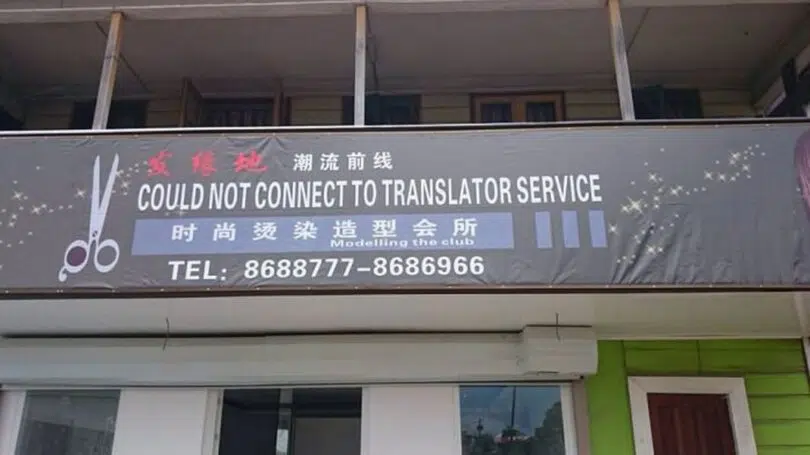 发缘地 潮流前线
COULD NOT CONNECT TO TRANSLATOR SERVICE
时尚烫染造型会所
Modelling the club
TEL: 8688777-8686966